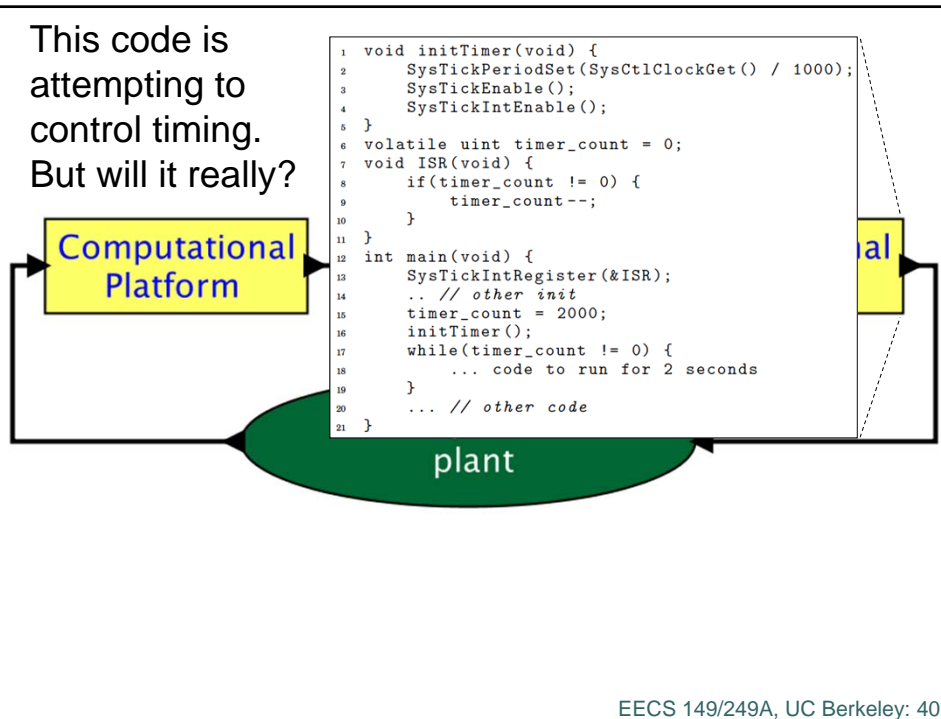 This code is
attempting to
control timing.
But will it really?
1 void initTimer(void) {
2     SysTickPeriodSet(SysCtlClockGet() / 1000);
3     SysTickEnable();
4     SysTickIntEnable();
5 }
6 volatile uint timer_count = 0;
7 void ISR(void) {
8     if(timer_count != 0) {
9         timer_count--;
10     }
11 }
12 int main(void) {
13     SysTickIntRegister(&ISR);
14     .. // other init
15     timer_count = 2000;
16     initTimer();
17     while(timer_count != 0) {
18         ... code to run for 2 seconds
19     }
20     ... // other code
21 }
Computational
Platform
al
plant
EECS 149/249A, UC Berkeley: 40